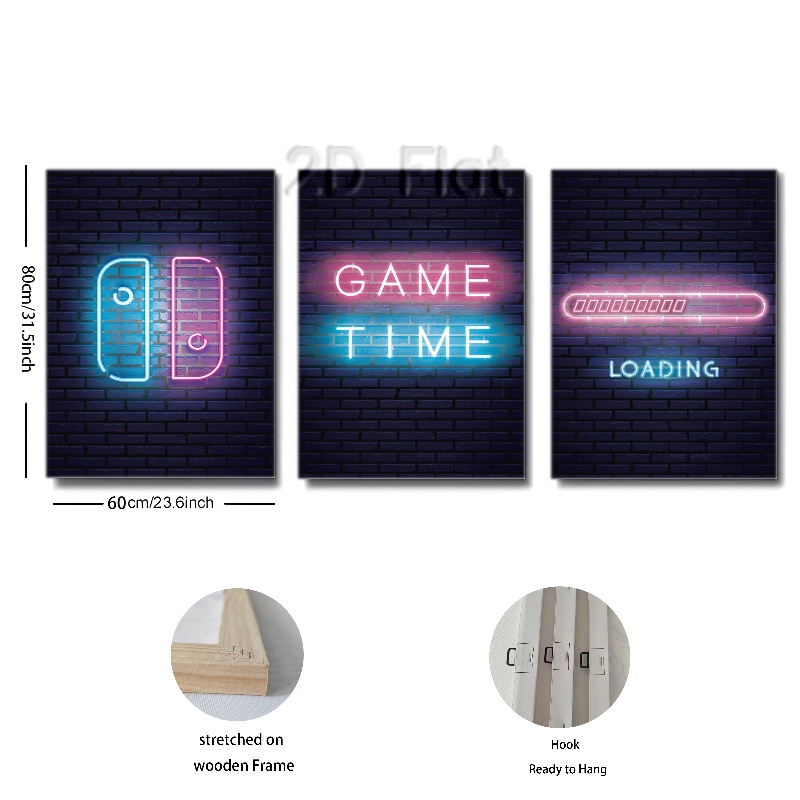 2D Flat
80cm/31.5inch
GAME
TIME
LOADING
60cm/23.6inch
stretched on
wooden Frame
Hook
Ready to Hang